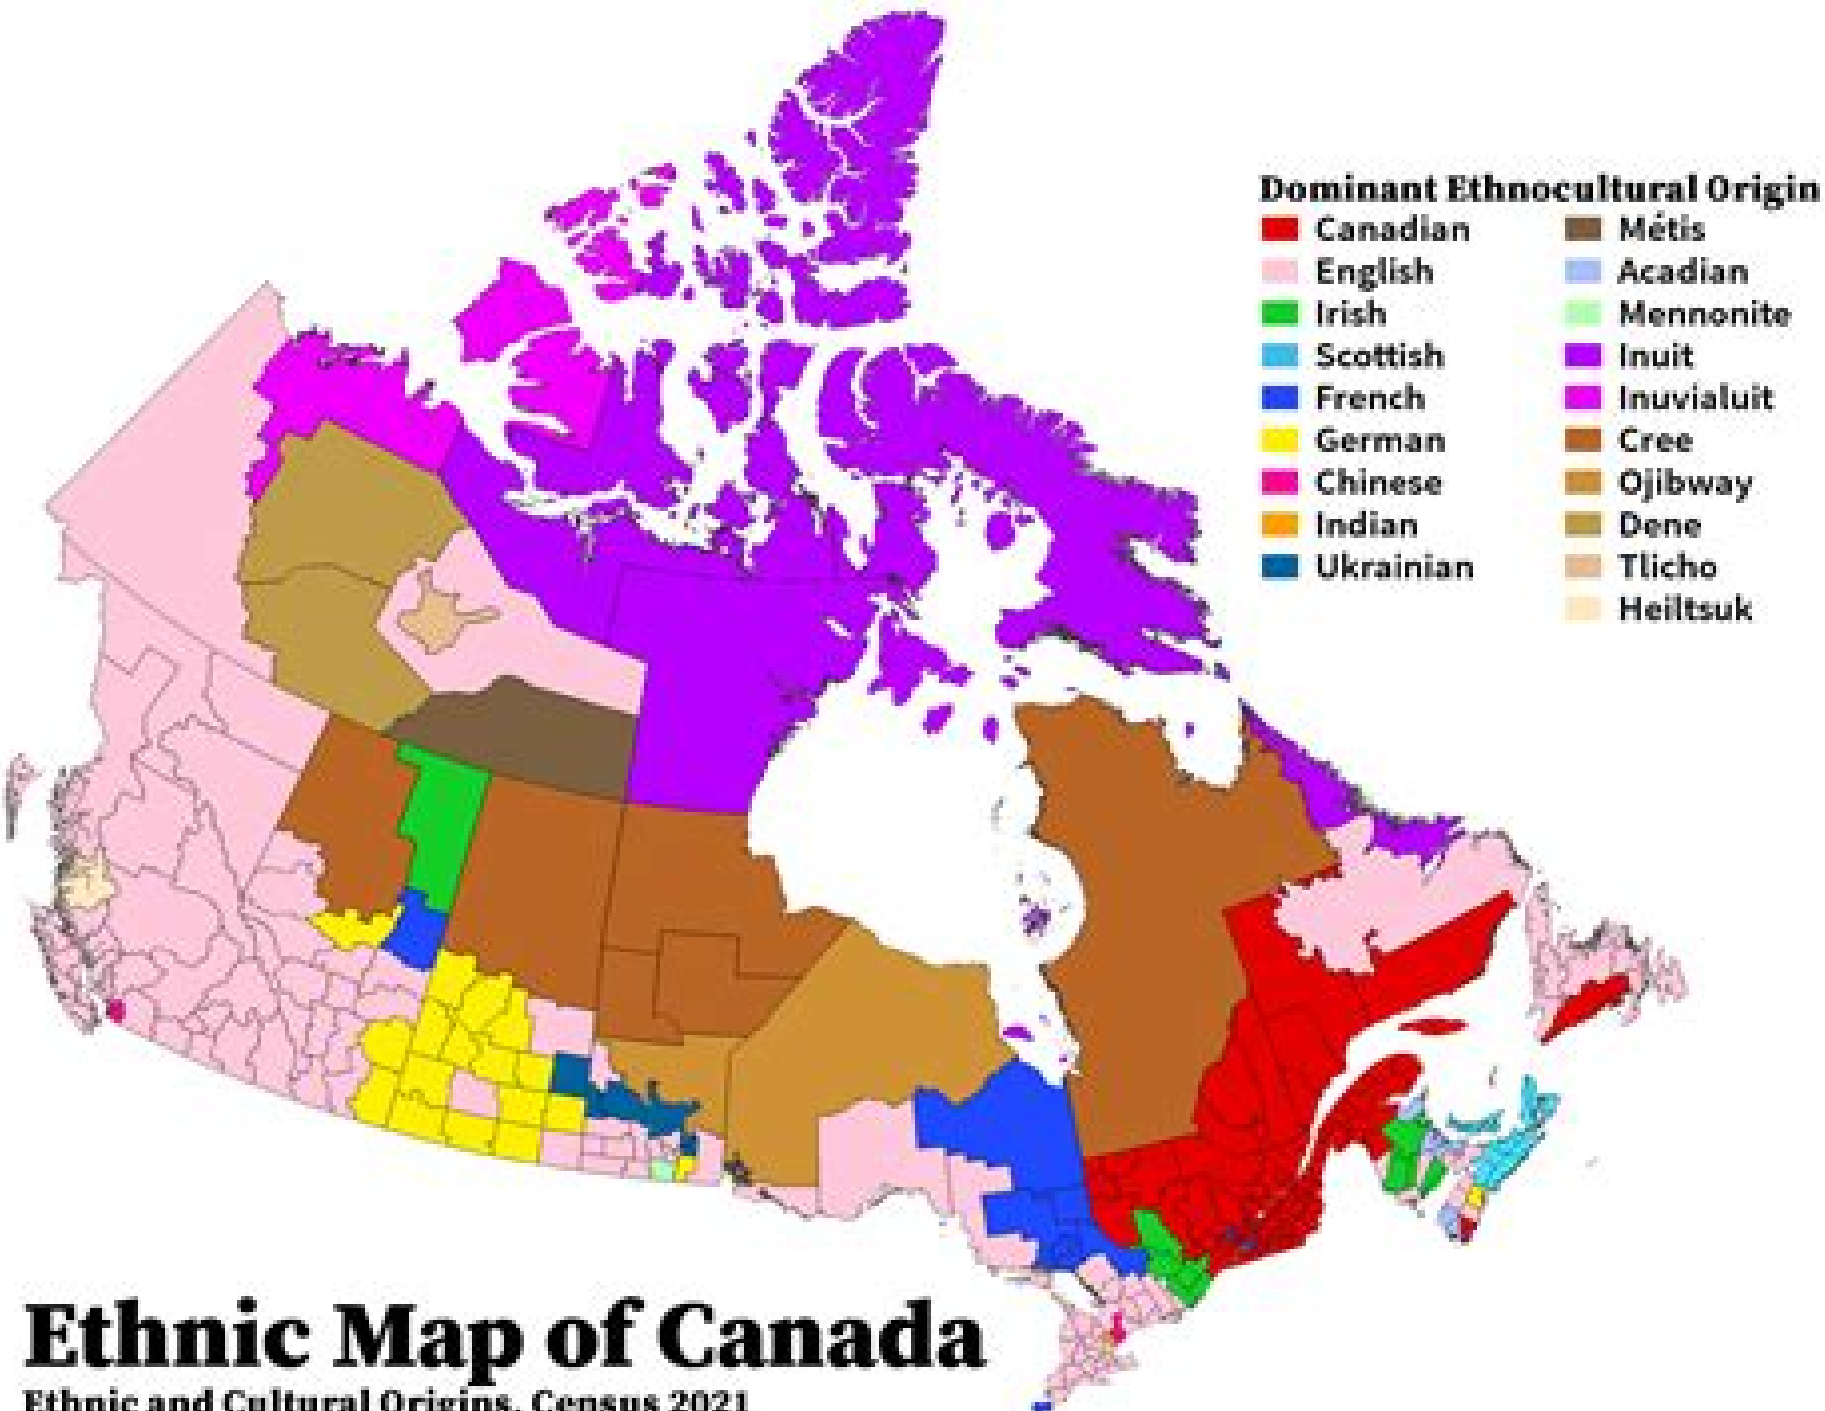 Dominant Ethnocultural Origin
Canadian
English
Irish
Scottish
French
German
Chinese
Indian
Ukrainian
Métis
Acadian
Mennonite
Inuit
Inuvialuit
Cree
Ojibway
Dene
Tlicho
Heiltsuk
Ethnic Map of Canada
Ethnic and Cultural Origins, Census 2021